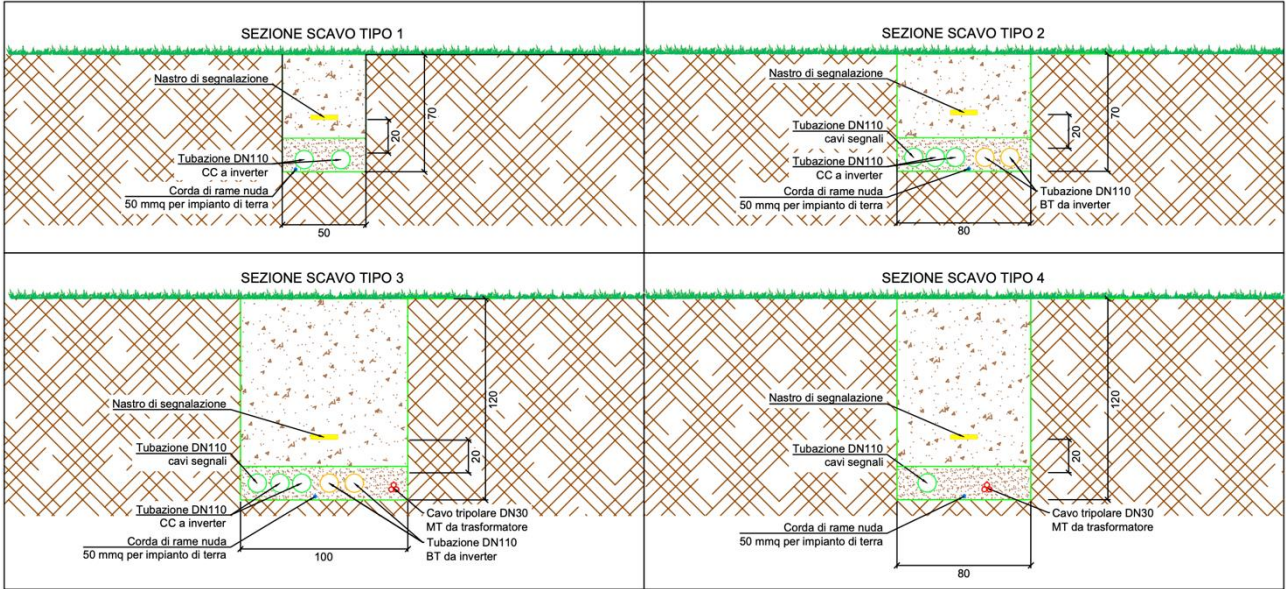 SEZIONE SCAVO TIPO 1
Nastro di segnalazione
20
70
Tubazione DN110
CC a inverter
Corda di rame nuda
50 mmq per impianto di terra
50
SEZIONE SCAVO TIPO 2
Nastro di segnalazione
Tubazione DN110
cavi segnali
20
70
Tubazione DN110
CC a inverter
Corda di rame nuda
50 mmq per impianto di terra
Tubazione DN110
BT da inverter
80
SEZIONE SCAVO TIPO 3
Nastro di segnalazione
120
Tubazione DN110
cavi segnali
20
Tubazione DN110
CC a inverter
Corda di rame nuda
50 mmq per impianto di terra
Cavo tripolare DN30
MT da trasformatore
Tubazione DN110
BT da inverter
100
SEZIONE SCAVO TIPO 4
Nastro di segnalazione
120
Tubazione DN110
cavi segnali
20
Cavo tripolare DN30
MT da trasformatore
Corda di rame nuda
50 mmq per impianto di terra
80